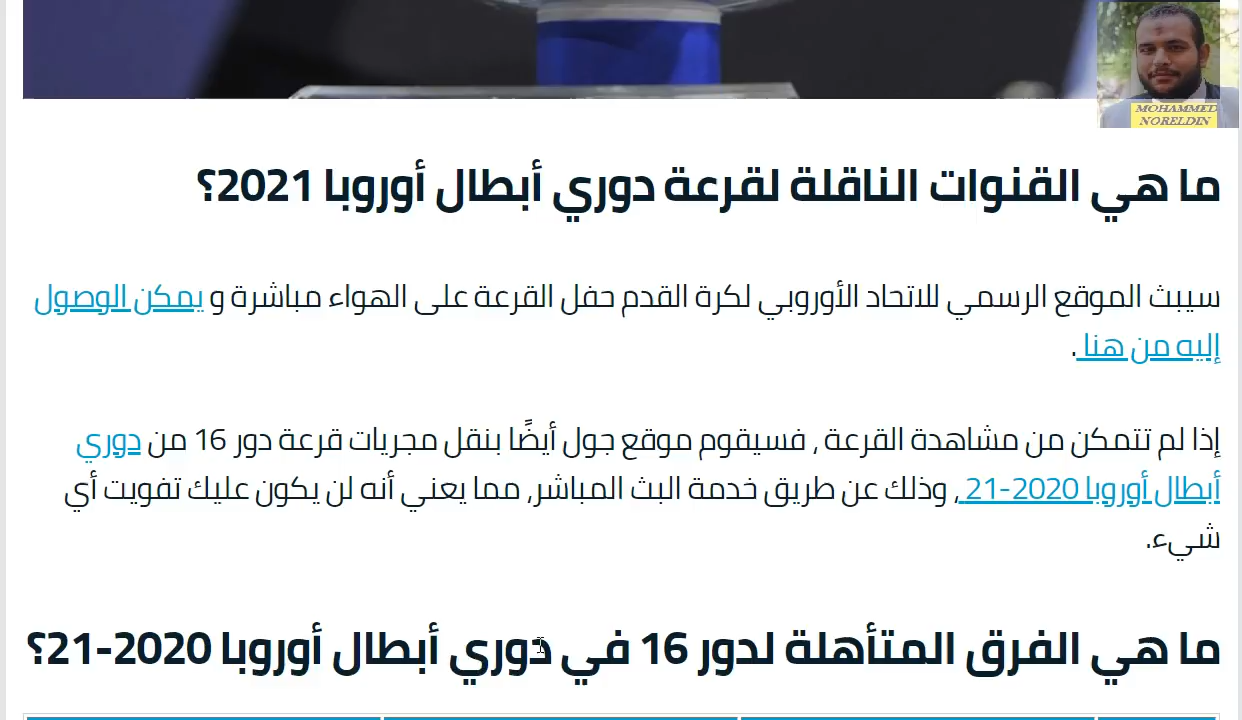 MOHAMMED
NORELDIN
ما هي القنوات الناقلة لقرعة دوري أبطال أوروبا 2021؟
سيبث الموقع الرسمي للاتحاد الأوروبي لكرة القدم حفل القرعة على الهواء مباشرة و يمكن الوصول
إليه من هنا .
إذا لم تتمكن من مشاهدة القرعة , فسيقوم موقع جول أيضًا بنقل مجريات قرعة دور 16 من دوري
أبطال أوروبا 2020-21 , وذلك عن طريق خدمة البث المباشر, مما يعني أنه لن يكون عليك تفويت أي
شيء.
ما هي الفرق المتأهلة لدور 16 في دوري أبطال أوروبا 2020-21؟